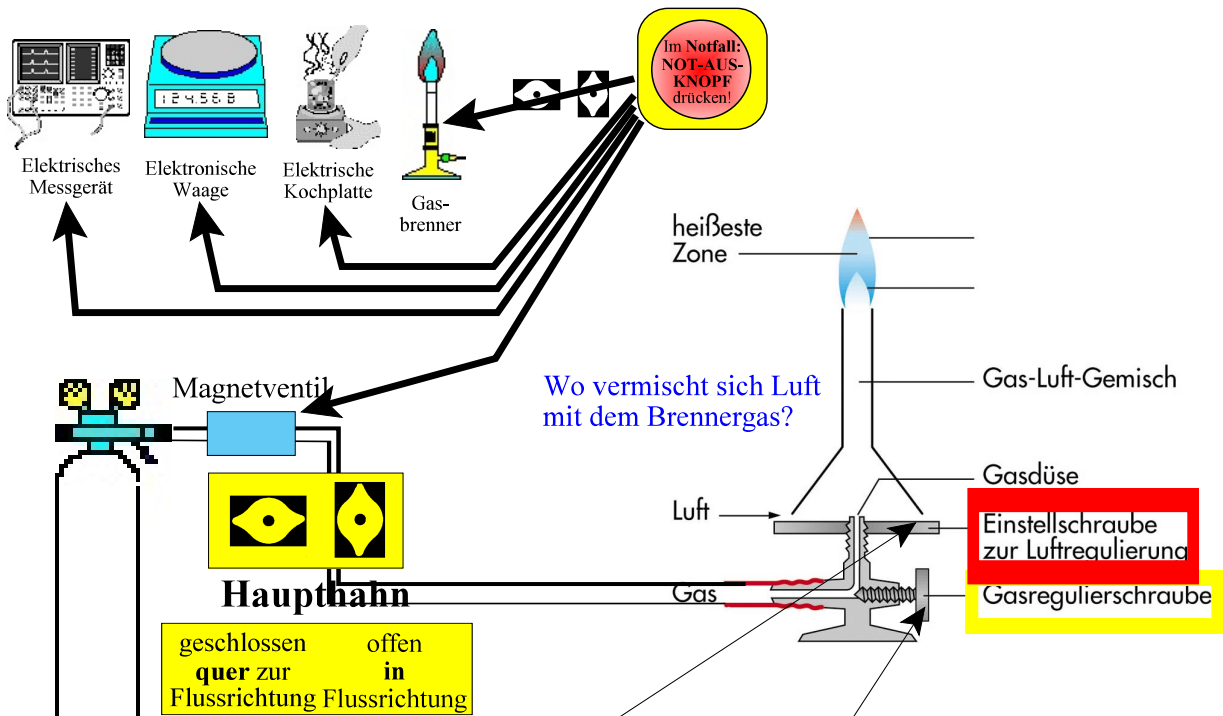 Im Notfall:
NOT-AUS-
KNOPF
drücken!
124.56.8
Elektrisches
Messgerät
Elektronische
Waage
Elektrische
Kochplatte
Gas-
brenner
heißeste
Zone
Magnetventil
Wo vermischt sich Luft
mit dem Brennergas?
Gas-Luft-Gemisch
Gasdüse
Luft
Einstellschraube
zur Luftregulierung
Gas
Gasregulierschraube
Haupthahn
geschlossen
quer zur
Flussrichtung
offen
in
Flussrichtung